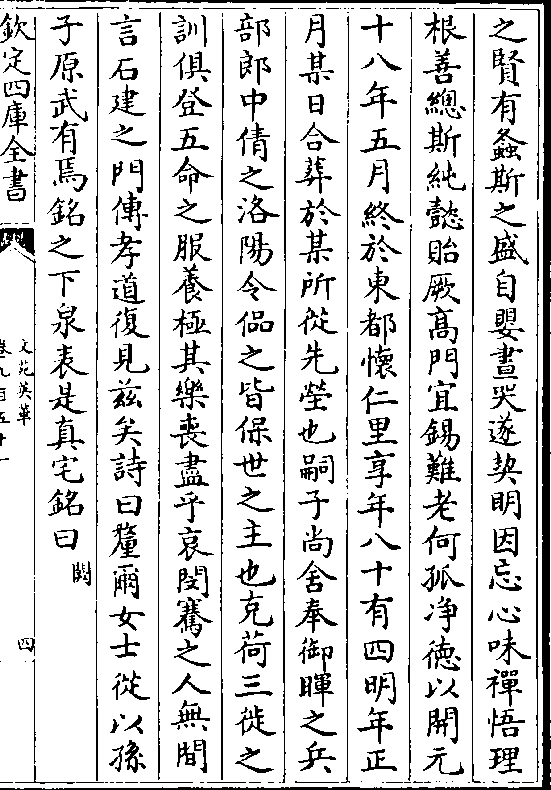 之賢有螽斯之盛自嬰晝哭遂契明因忘心味禪悟理
根善總斯純懿貽厥高門宜錫難老何孤净德以開元
十八年五月終於東都懷仁里享年八十有四明年正
月某日合葬於某所從先塋也嗣子尚舍奉御暉之兵
部郎中倩之洛陽令偘之皆保世之主也克荷三徙之
訓俱登五命之服養極其樂喪盡乎哀閔騫之人無間
言石建之門傳孝道復見兹矣詩曰釐爾女士從以孫
子原武有焉銘之下泉表是真宅銘曰 闕
欽定四庫全書
文苑英華
卷九百五十一
四